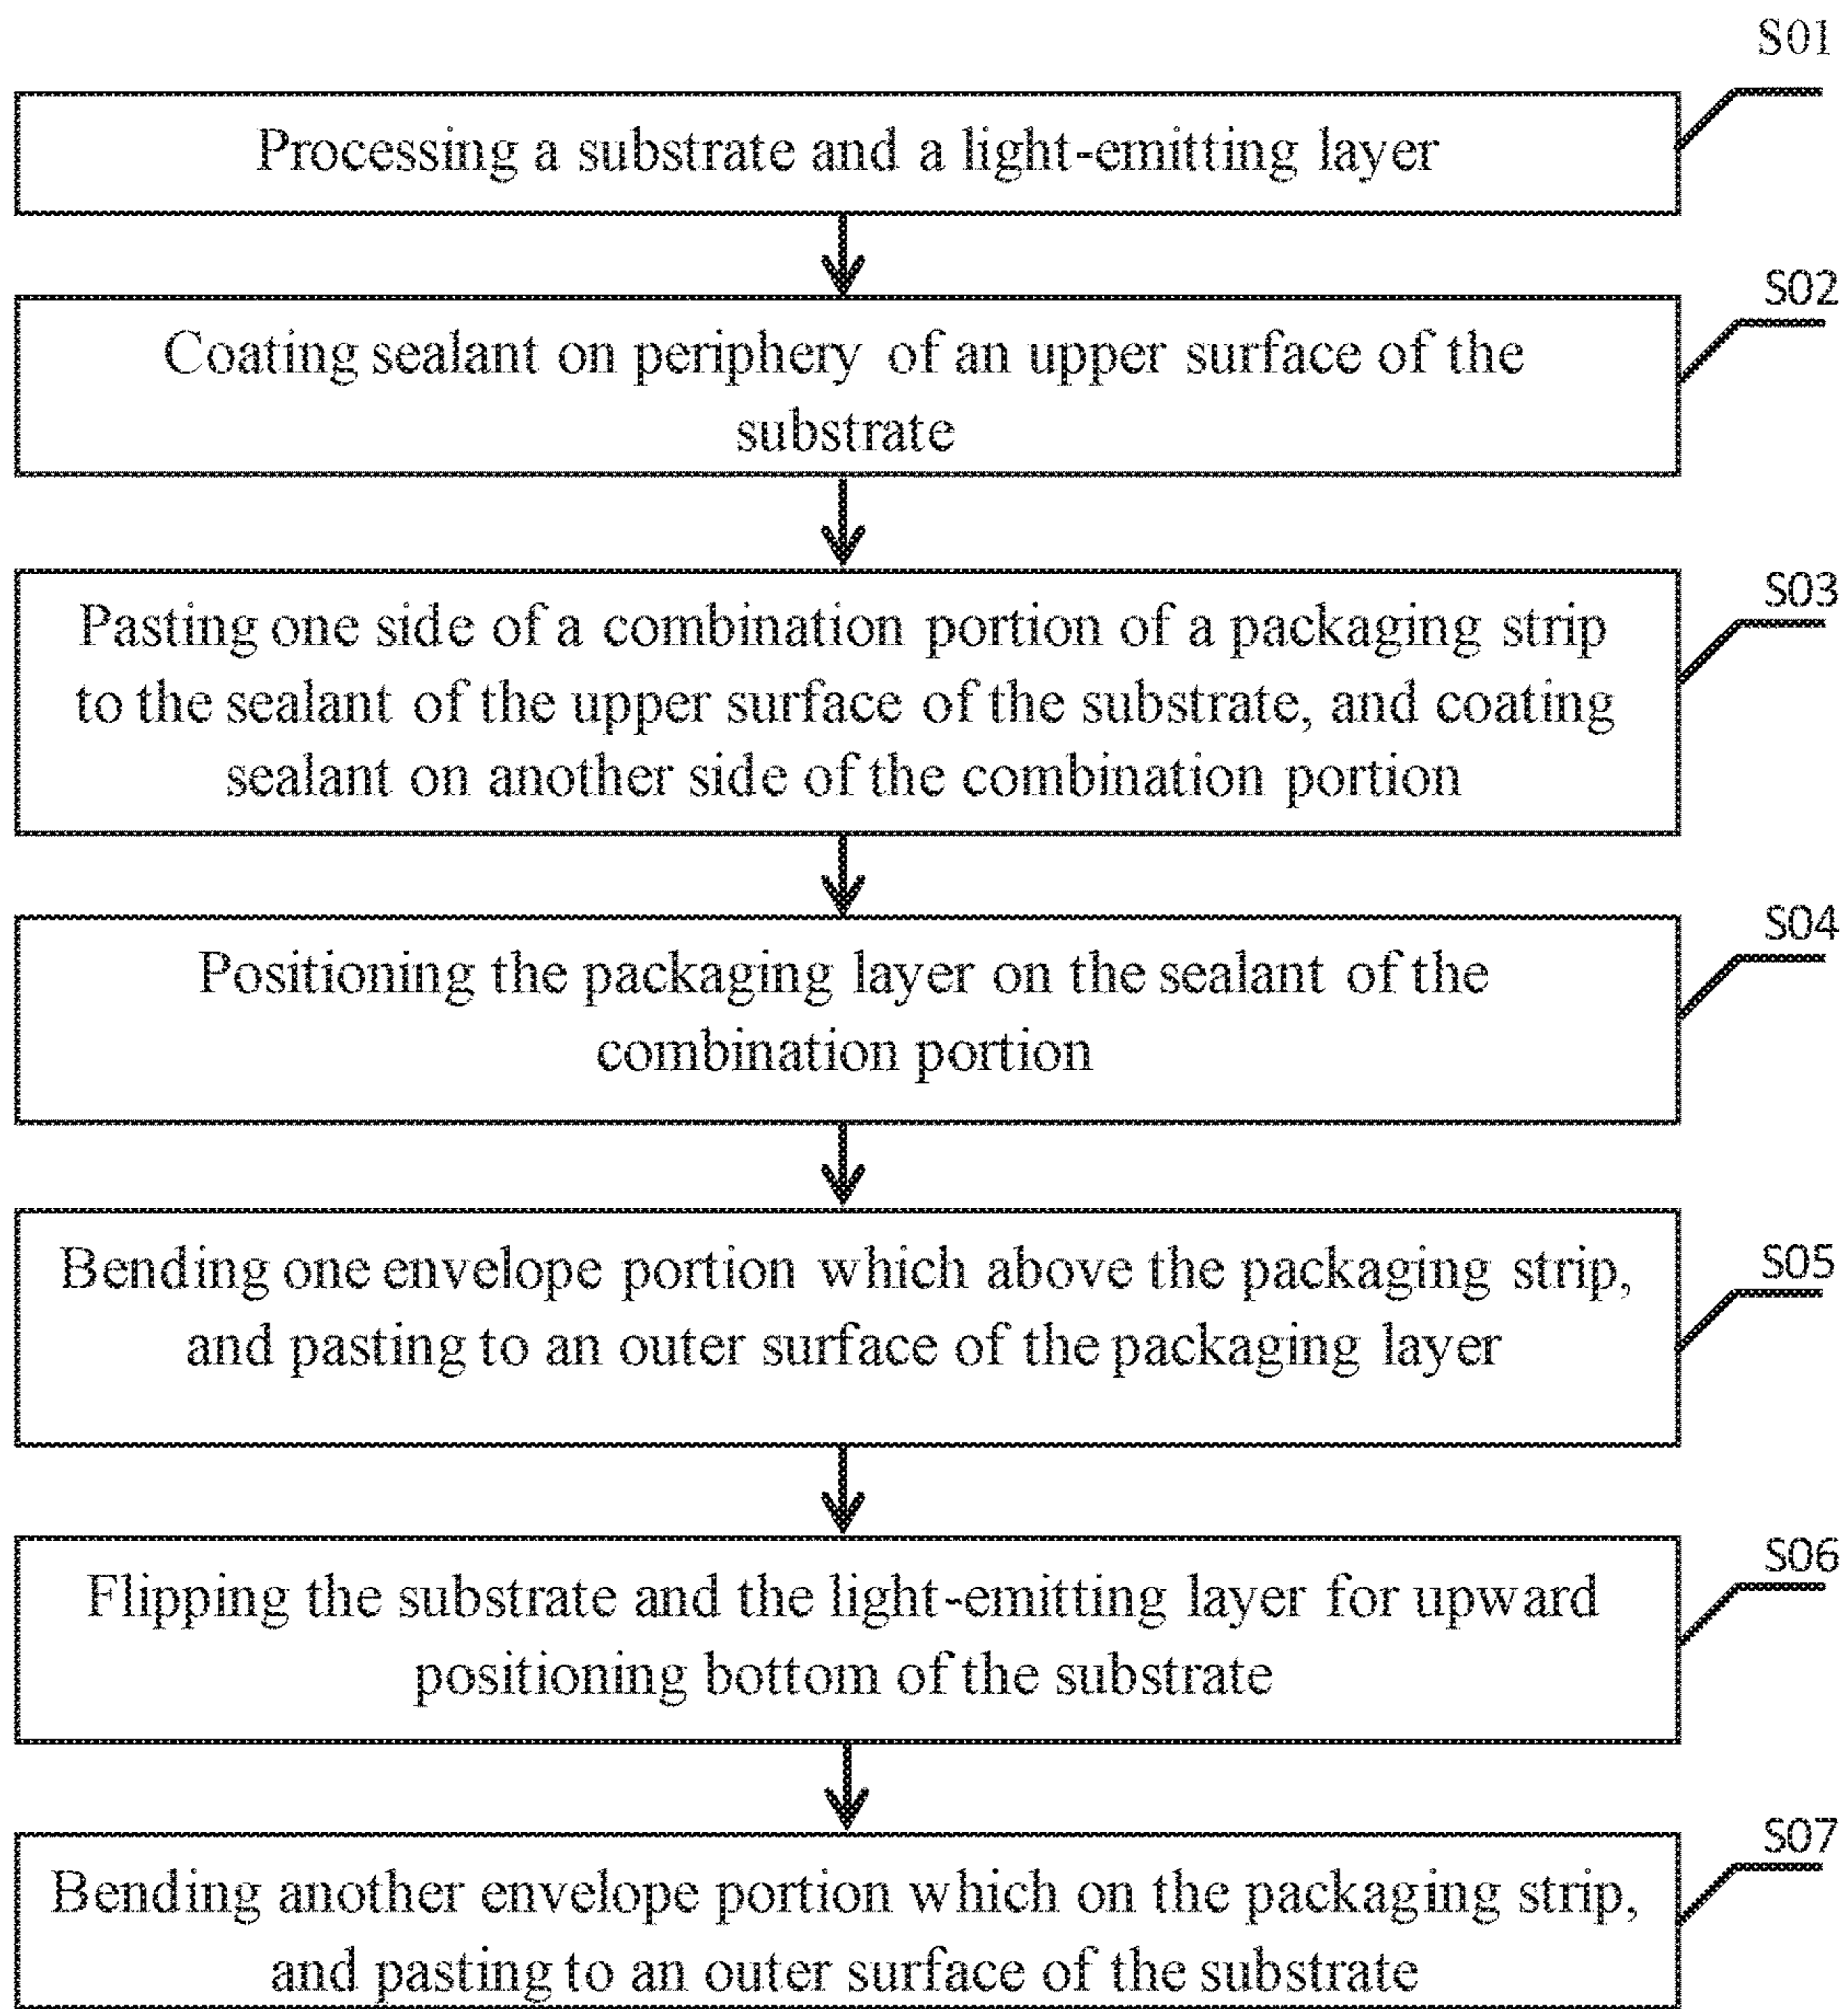 S01
Processing a substrate and a light-emitting layer
S02
Coating sealant on periphery of an upper surface of the
substrate
S03
Pasting one side of a combination portion of a packaging strip
to the sealant of the upper surface of the substrate, and coating
sealant on another side of the combination portion
S04
Positioning the packaging layer on the sealant of the
combination portion
S05
Bending one envelope portion which above the packaging strip,
and pasting to an outer surface of the packaging layer
S06
Flipping the substrate and the light-emitting layer for upward
positioning bottom of the substrate
S07
Bending another envelope portion which on the packaging strip,
and pasting to an outer surface of the substrate